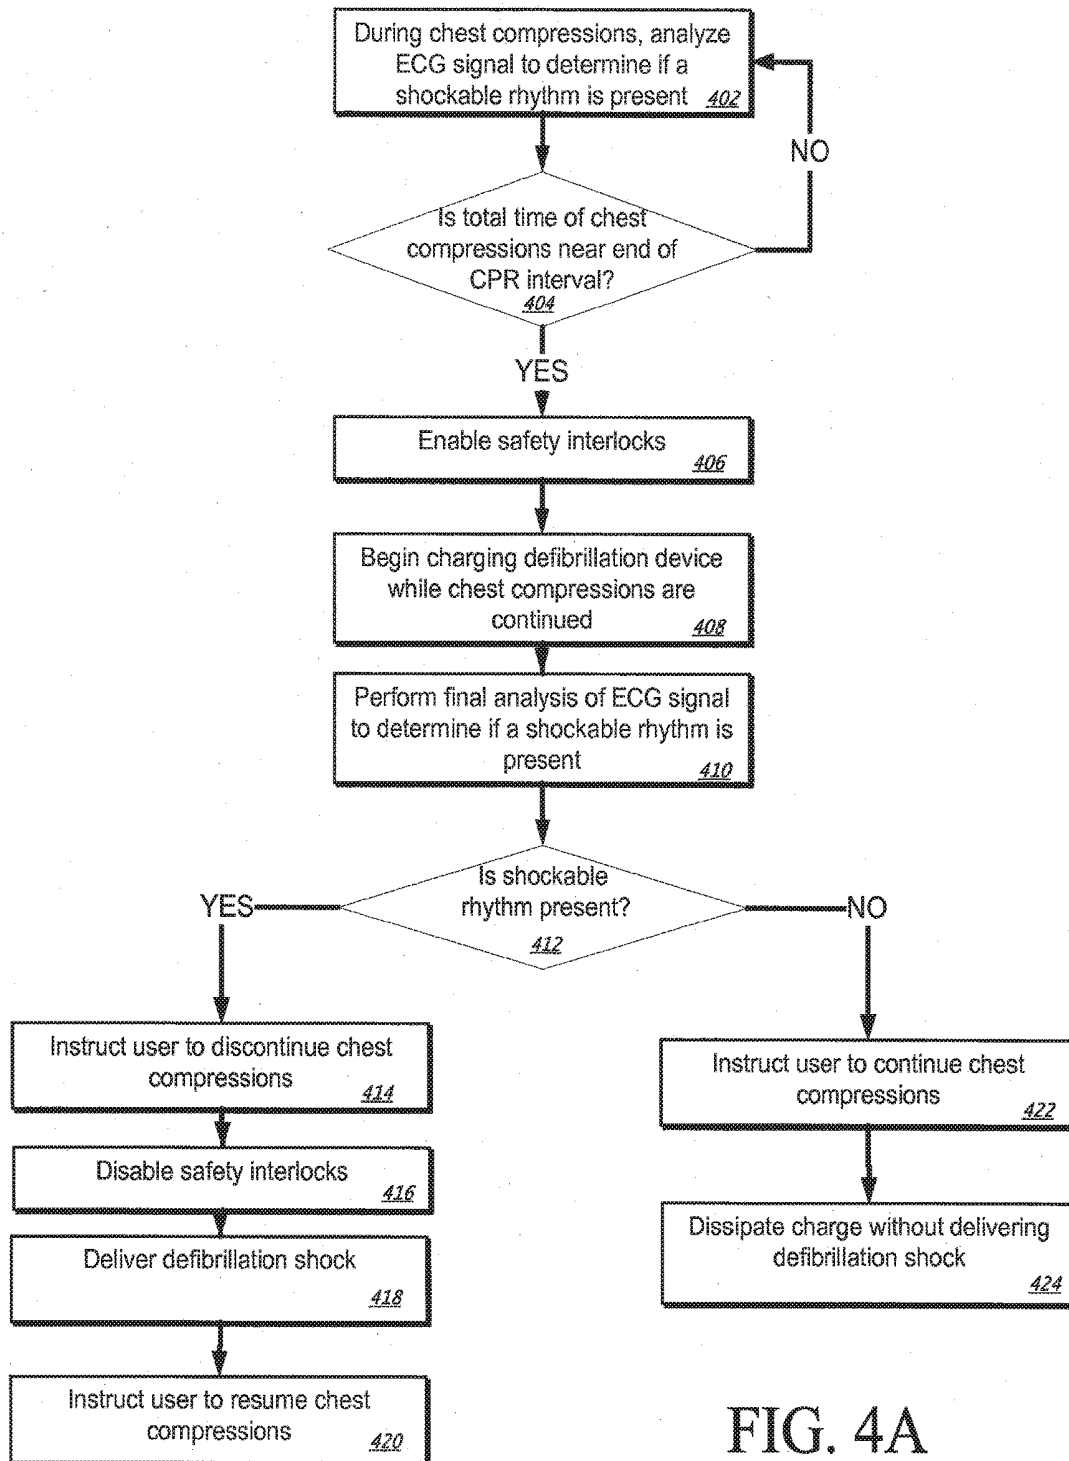 During chest compressions, analyze
ECG signal to determine if a
shockable rhythm is present 402
NO
Is total time of chest
compressions near end of
CPR interval?
404
YES
Enable safety interlocks
406
Begin charging defibrillation device
while chest compressions are
continued 408
Perform final analysis of ECG signal
to determine if a shockable rhythm is
present 410
Is shockable
rhythm present?
412
YES
NO
Instruct user to discontinue chest
compressions 414
Disable safety interlocks
416
Deliver defibrillation shock
418
Instruct user to resume chest
compressions 420
Instruct user to continue chest
compressions 422
Dissipate charge without delivering
defibrillation shock 424
FIG. 4A